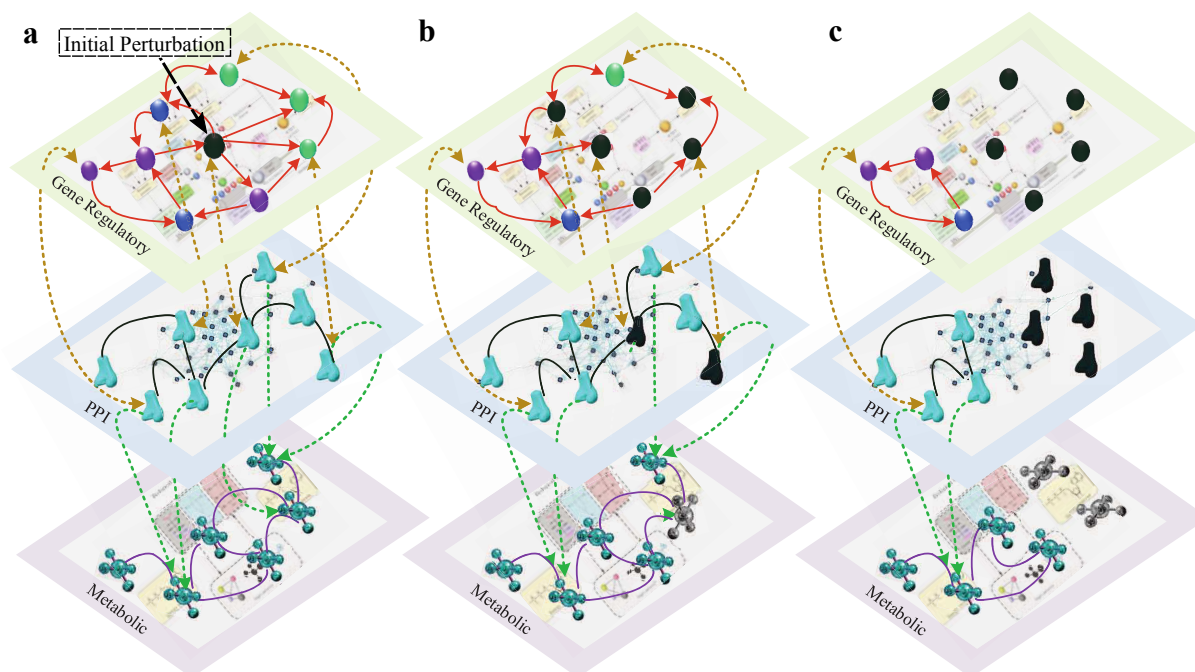 a
Initial Perturbation
Gene Regulatory
PPI
Metabolic
b
Gene Regulatory
PPI
Metabolic
c
Gene Regulatory
PPI
Metabolic